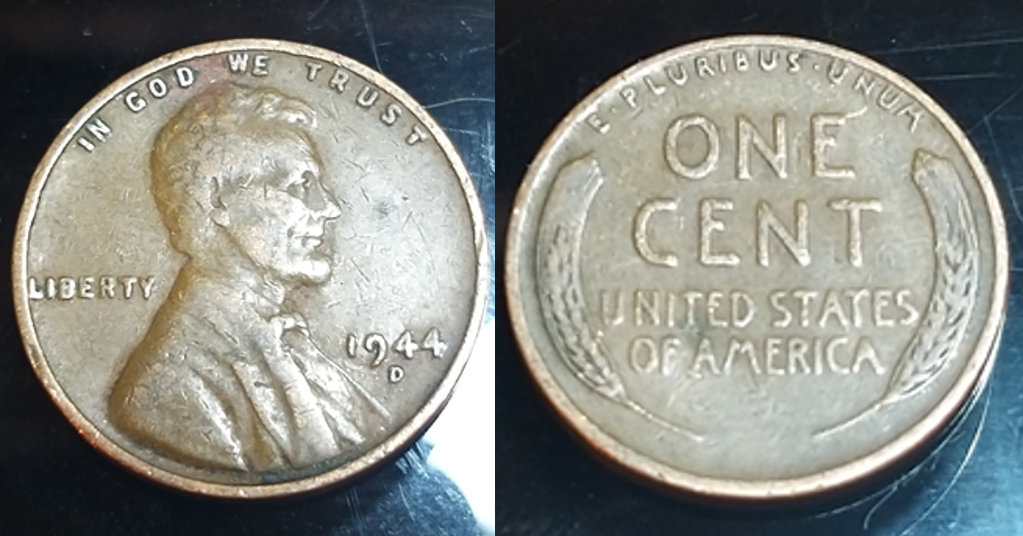 IN GOD WE TRUST
LIBERTY
1944
D
E·PLURIBUS·UNUM
ONE
CENT
UNITED STATES
OF AMERICA